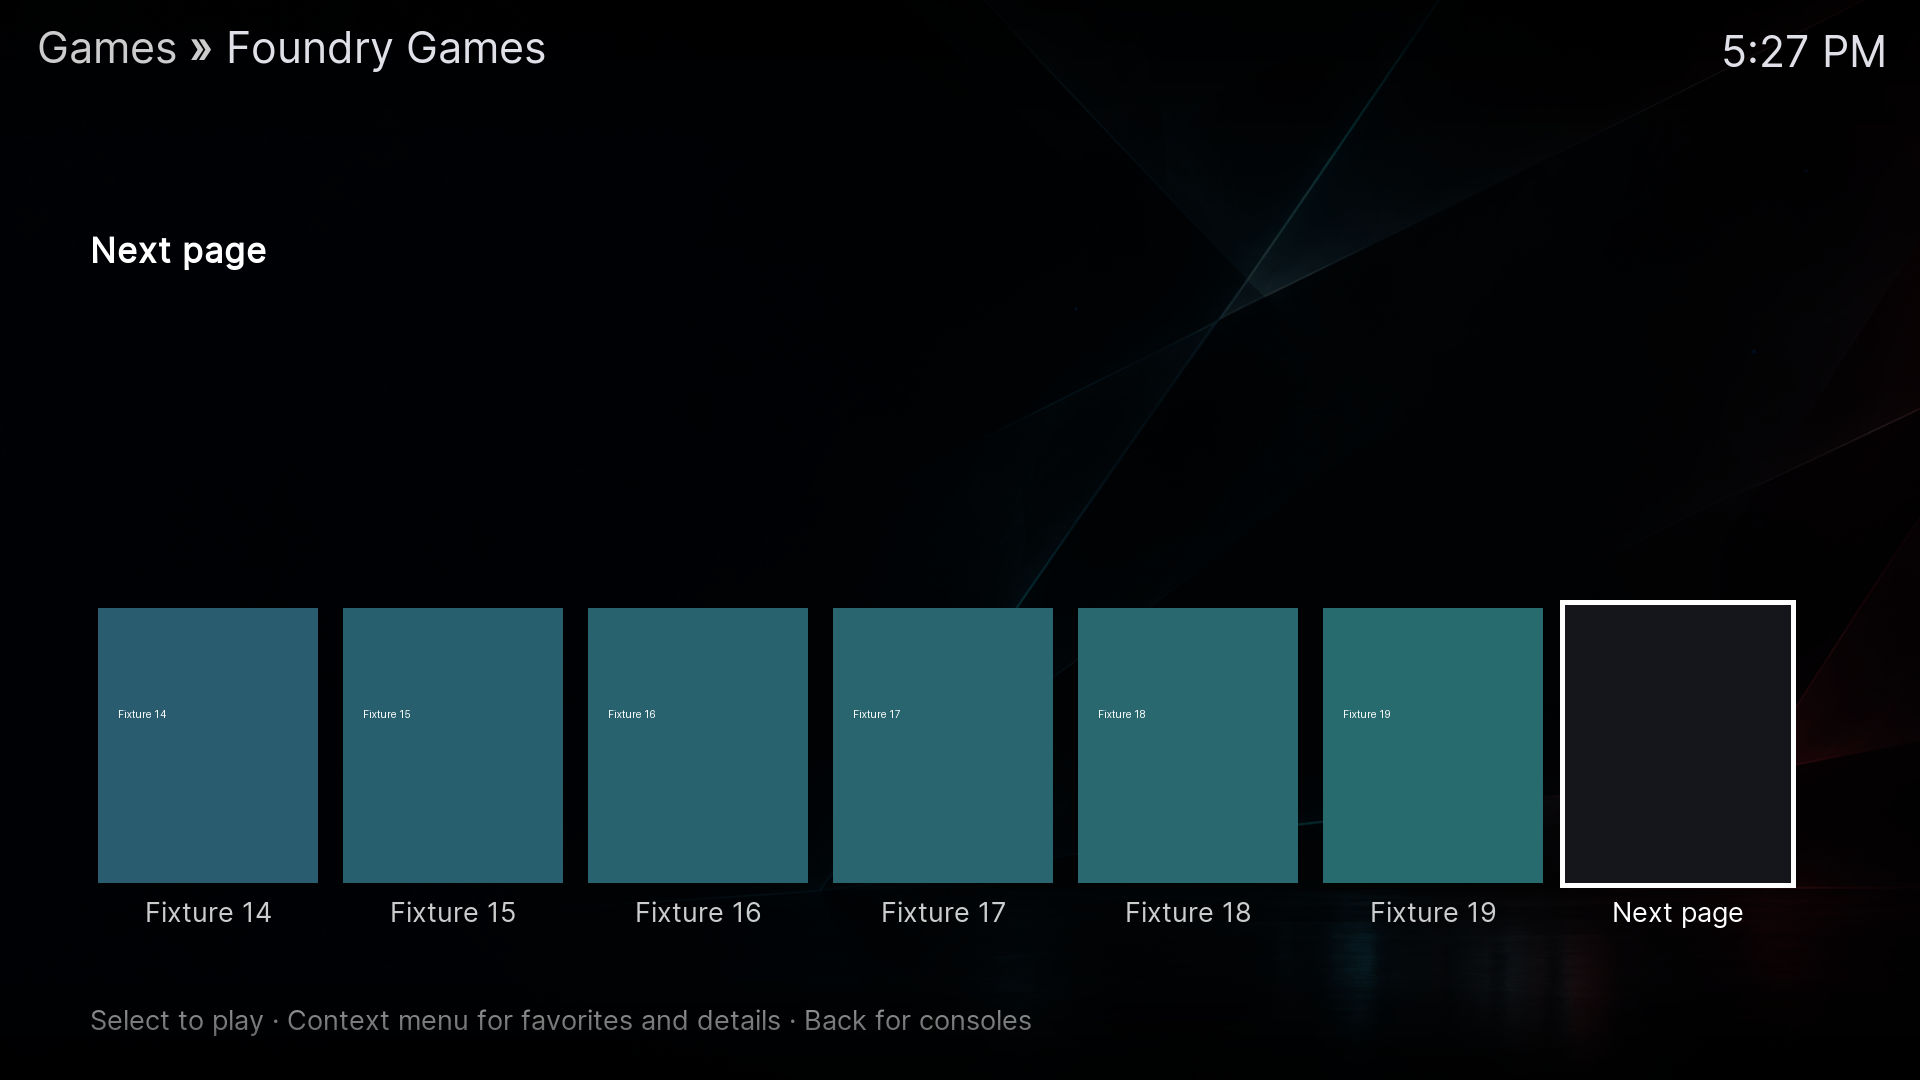 Games » Foundry Games
5:27 PM
Next page
Fixture 14
Fixture 15
Fixture 16
Fixture 17
Fixture 18
Fixture 19
Fixture 14
Fixture 15
Fixture 16
Fixture 17
Fixture 18
Fixture 19
Next page
Select to play · Context menu for favorites and details · Back for consoles